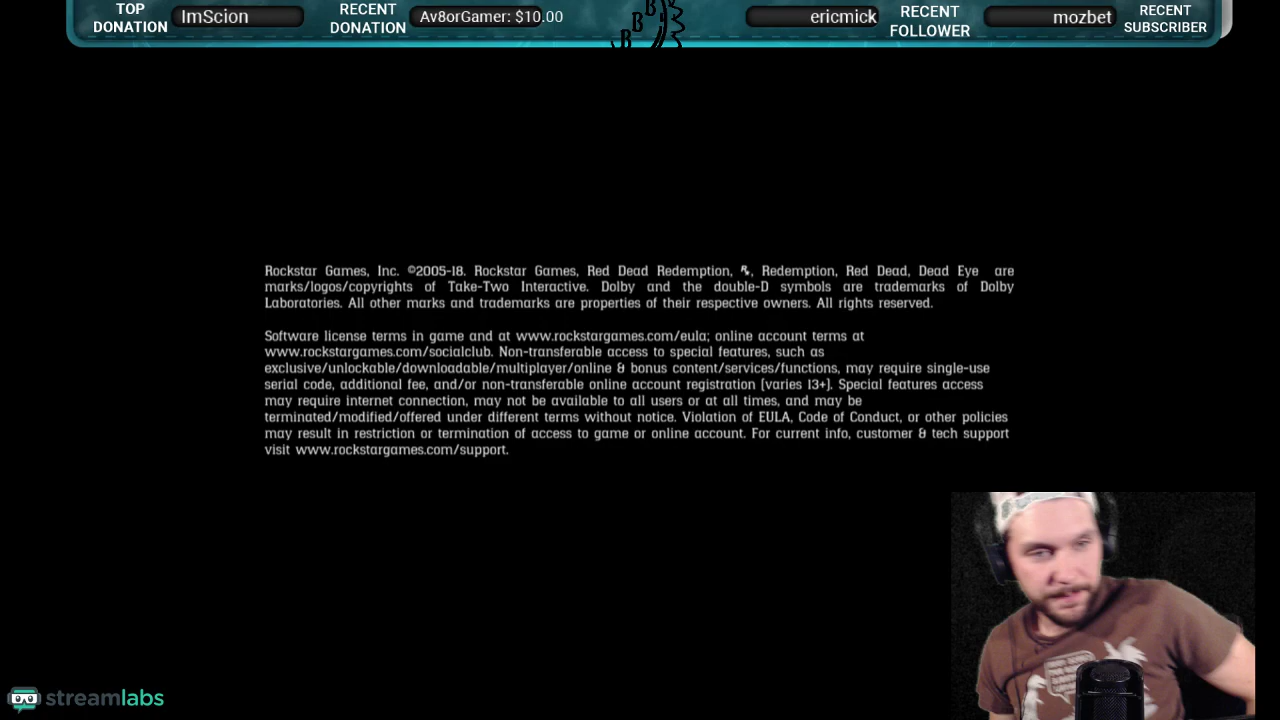 TOP DONATION
ImScion
RECENT DONATION
Av8orGamer: $10.00
B B B
ericmick
RECENT FOLLOWER
mozbet
RECENT SUBSCRIBER
Rockstar Games, Inc. ©2005-18. Rockstar Games, Red Dead Redemption, R*, Redemption, Red Dead, Dead Eye are
marks/logos/copyrights of Take-Two Interactive. Dolby and the double-D symbols are trademarks of Dolby
Laboratories. All other marks and trademarks are properties of their respective owners. All rights reserved.
Software license terms in game and at www.rockstargames.com/eula; online account terms at
www.rockstargames.com/socialclub. Non-transferable access to special features, such as
exclusive/unlockable/downloadable/multiplayer/online & bonus content/services/functions, may require single-use
serial code, additional fee, and/or non-transferable online account registration (varies 13+). Special features access
may require internet connection, may not be available to all users or at all times, and may be
terminated/modified/offered under different terms without notice. Violation of EULA, Code of Conduct, or other policies
may result in restriction or termination of access to game or online account. For current info, customer & tech support
visit www.rockstargames.com/support.
streamlabs